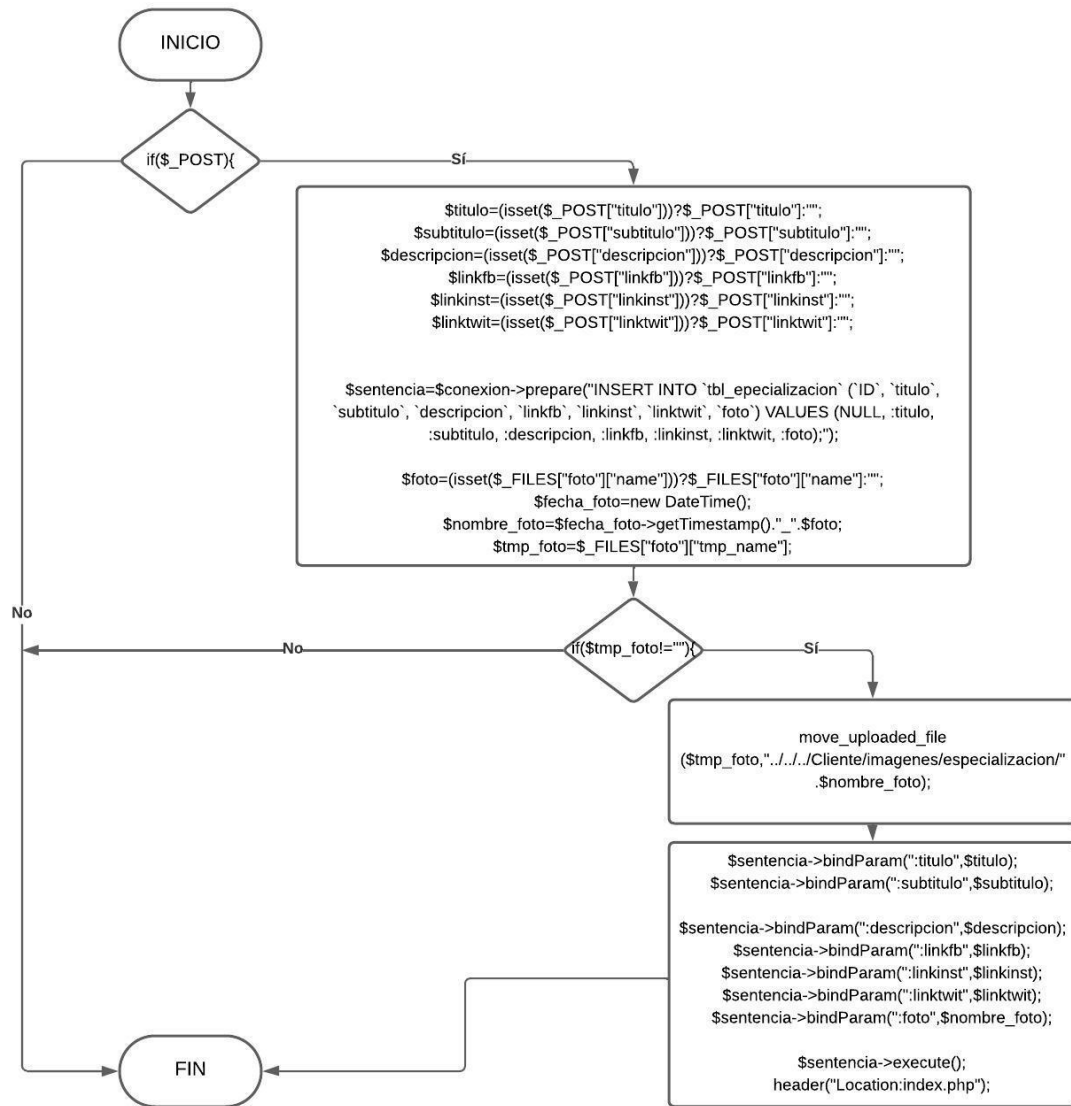 INICIO
if($_POST){
Sí
$titulo=(isset($_POST["titulo"]))?$_POST["titulo"]:"";
$subtitulo=(isset($_POST["subtitulo"]))?$_POST["subtitulo"]:"";
$descripcion=(isset($_POST["descripcion"]))?$_POST["descripcion"]:"";
$linkfb=(isset($_POST["linkfb"]))?$_POST["linkfb"]:"";
$linkinst=(isset($_POST["linkinst"]))?$_POST["linkinst"]:"";
$linktwit=(isset($_POST["linktwit"]))?$_POST["linktwit"]:"";
$sentencia=$conexion->prepare("INSERT INTO `tbl_epecializacion` (`ID`, `titulo`,
`subtitulo`, `descripcion`, `linkfb`, `linkinst`, `linktwit`, `foto`) VALUES (NULL, :titulo,
:subtitulo, :descripcion, :linkfb, :linkinst, :linktwit, :foto);");
$foto=(isset($_FILES["foto"]["name"]))?$_FILES["foto"]["name"]:"";
$fecha_foto=new DateTime();
$nombre_foto=$fecha_foto->getTimestamp()."_".$foto;
$tmp_foto=$_FILES["foto"]["tmp_name"];
No
No
if($tmp_foto!=""){
Sí
move_uploaded_file
($tmp_foto,"../../../Cliente/imagenes/especializacion/"
.$nombre_foto);
$sentencia->bindParam(":titulo",$titulo);
$sentencia->bindParam(":subtitulo",$subtitulo);
$sentencia->bindParam(":descripcion",$descripcion);
$sentencia->bindParam(":linkfb",$linkfb);
$sentencia->bindParam(":linkinst",$linkinst);
$sentencia->bindParam(":linktwit",$linktwit);
$sentencia->bindParam(":foto",$nombre_foto);
$sentencia->execute();
header("Location:index.php");
FIN